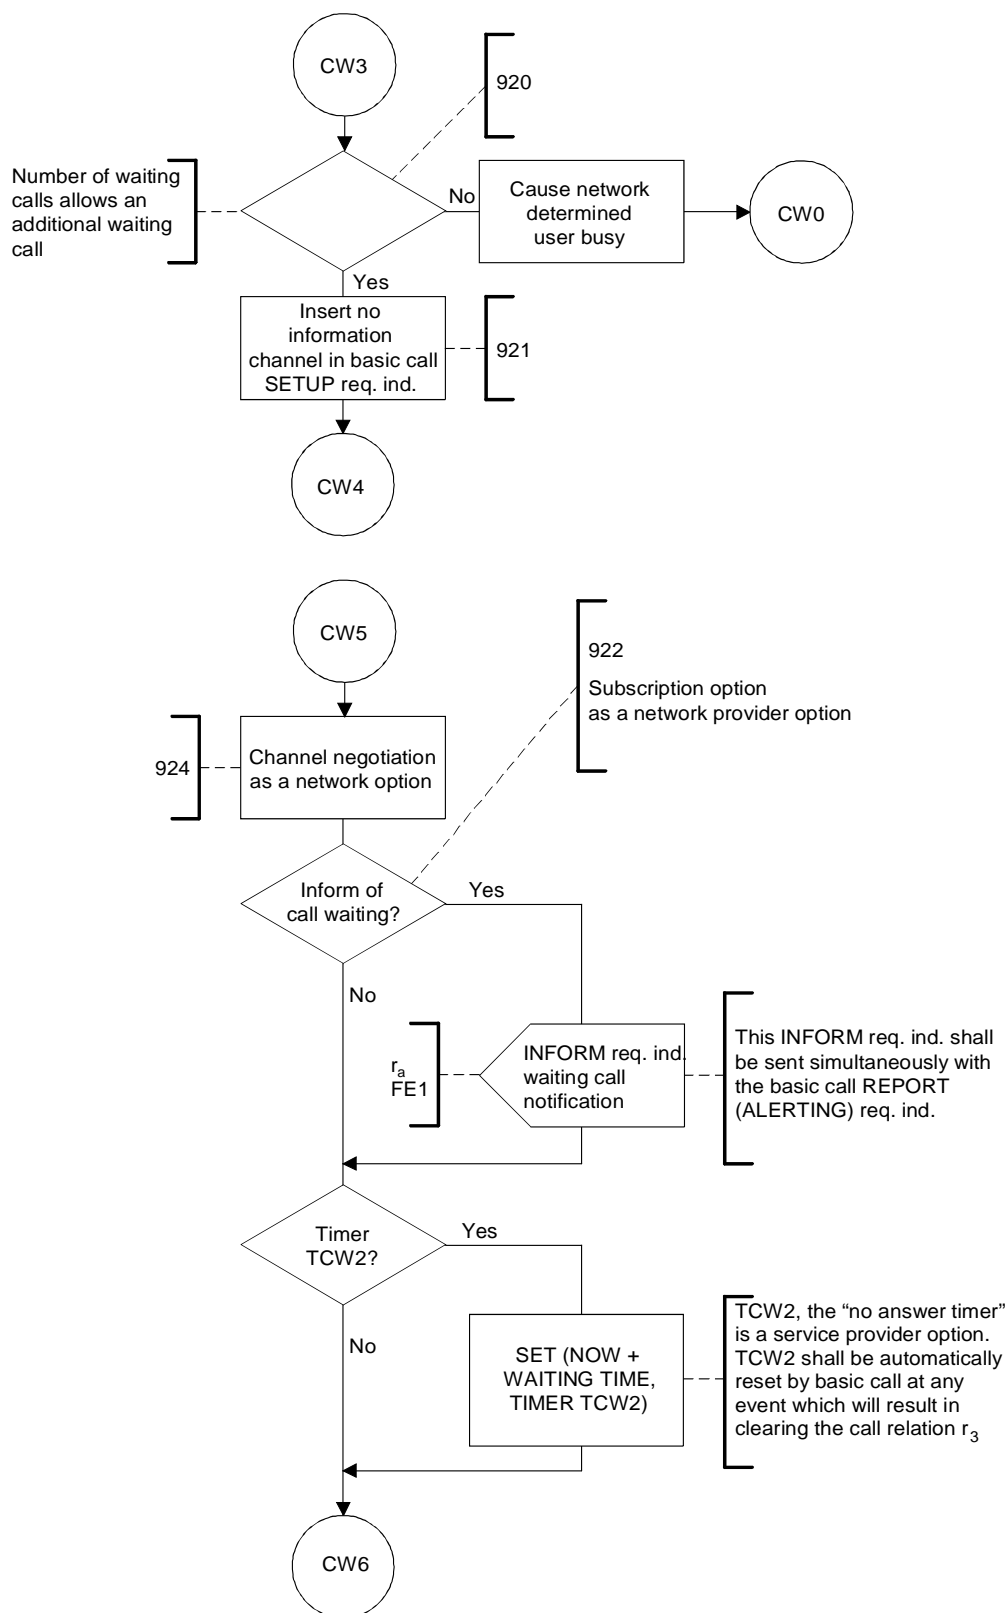 CW3
920
Number of waiting
calls allows an
additional waiting
call
No
Cause network
determined
user busy
CW0
Yes
Insert no
information
channel in basic call
SETUP req. ind.
921
CW4
CW5
922
Subscription option
as a network provider option
924
Channel negotiation
as a network option
Inform of
call waiting?
Yes
No
ra
FE1
INFORM req. ind.
waiting call
notification
This INFORM req. ind. shall
be sent simultaneously with
the basic call REPORT
(ALERTING) req. ind.
Timer
TCW2?
Yes
No
SET (NOW +
WAITING TIME,
TIMER TCW2)
TCW2, the “no answer timer”
is a service provider option.
TCW2 shall be automatically
reset by basic call at any
event which will result in
clearing the call relation r3
CW6